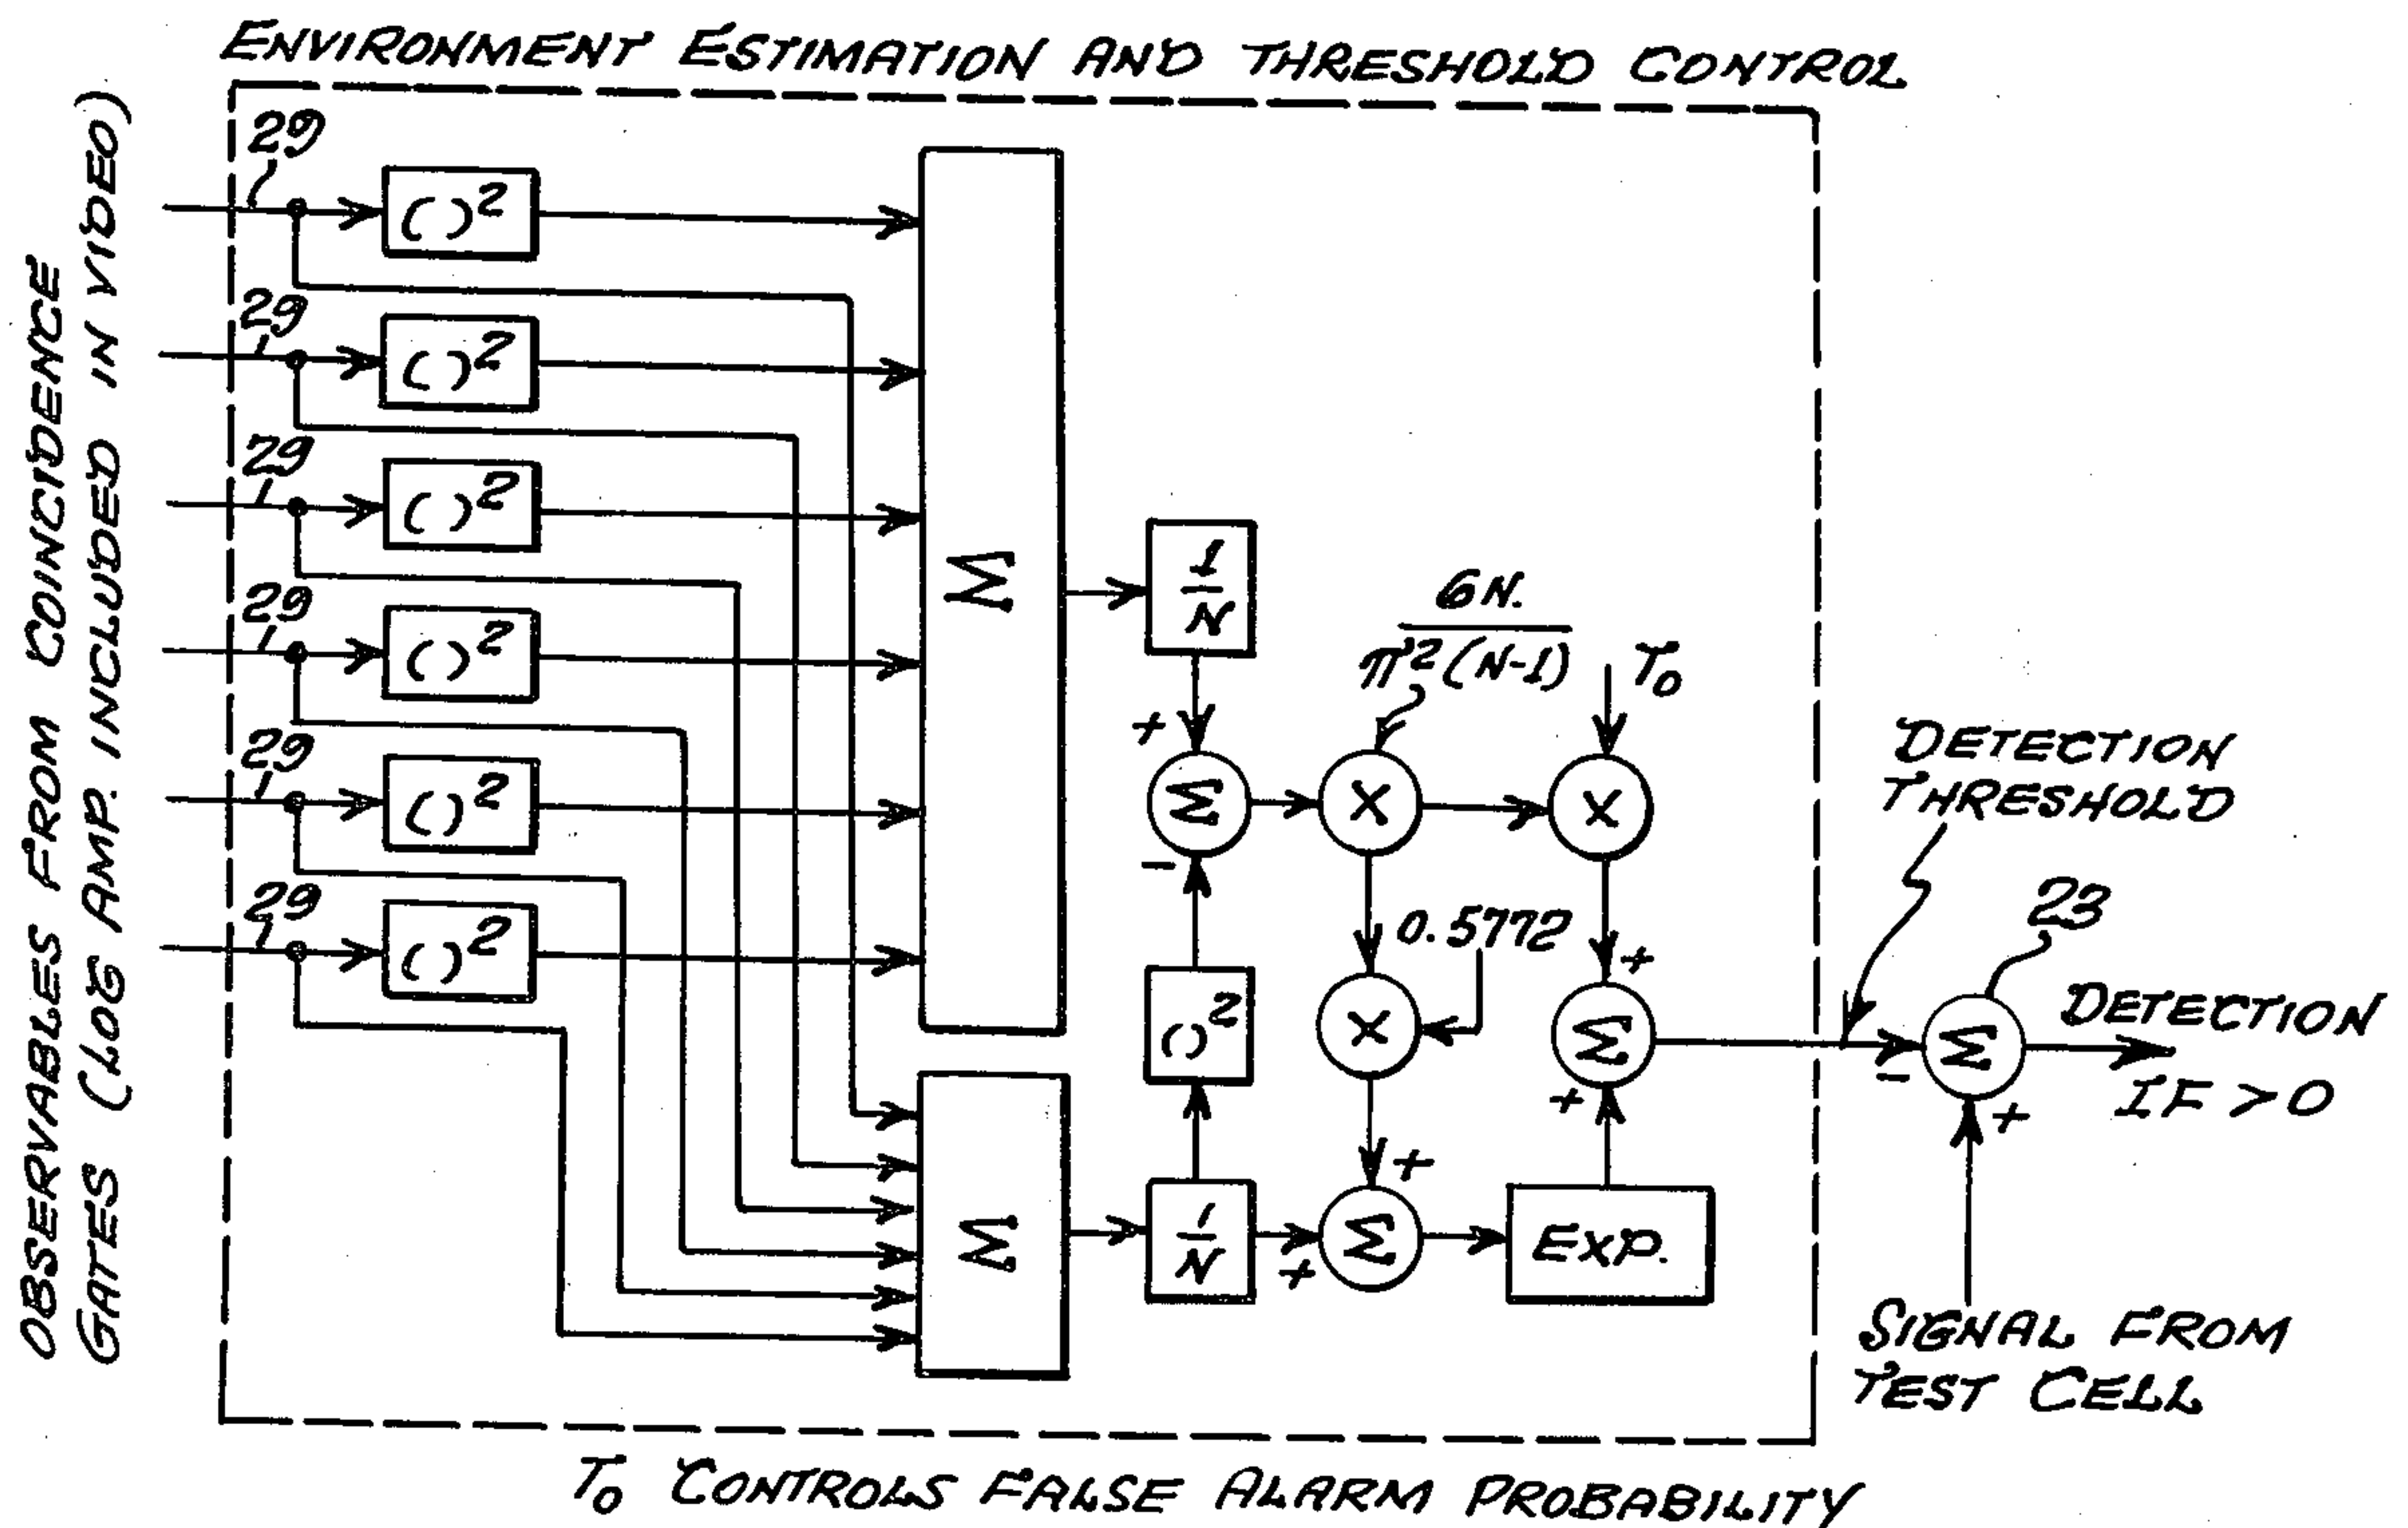 ENVIRONMENT ESTIMATION AND THRESHOLD CONTROL
OBSERVABLES FROM COINCIDENCE
GATES (LOG AMP. INCLUDED IN VIDEO)
29
( )²
29
( )²
29
( )²
29
( )²
29
( )²
29
( )²
Σ
Σ
1
N
+
Σ
-
( )²
1
N
6N.
π²(N-1)
X
T₀
X
0.5772
X
+
Σ
+
EXP.
+
Σ
+
DETECTION
THRESHOLD
23
-
Σ
+
DETECTION
IF > 0
SIGNAL FROM
TEST CELL
T₀ CONTROLS FALSE ALARM PROBABILITY